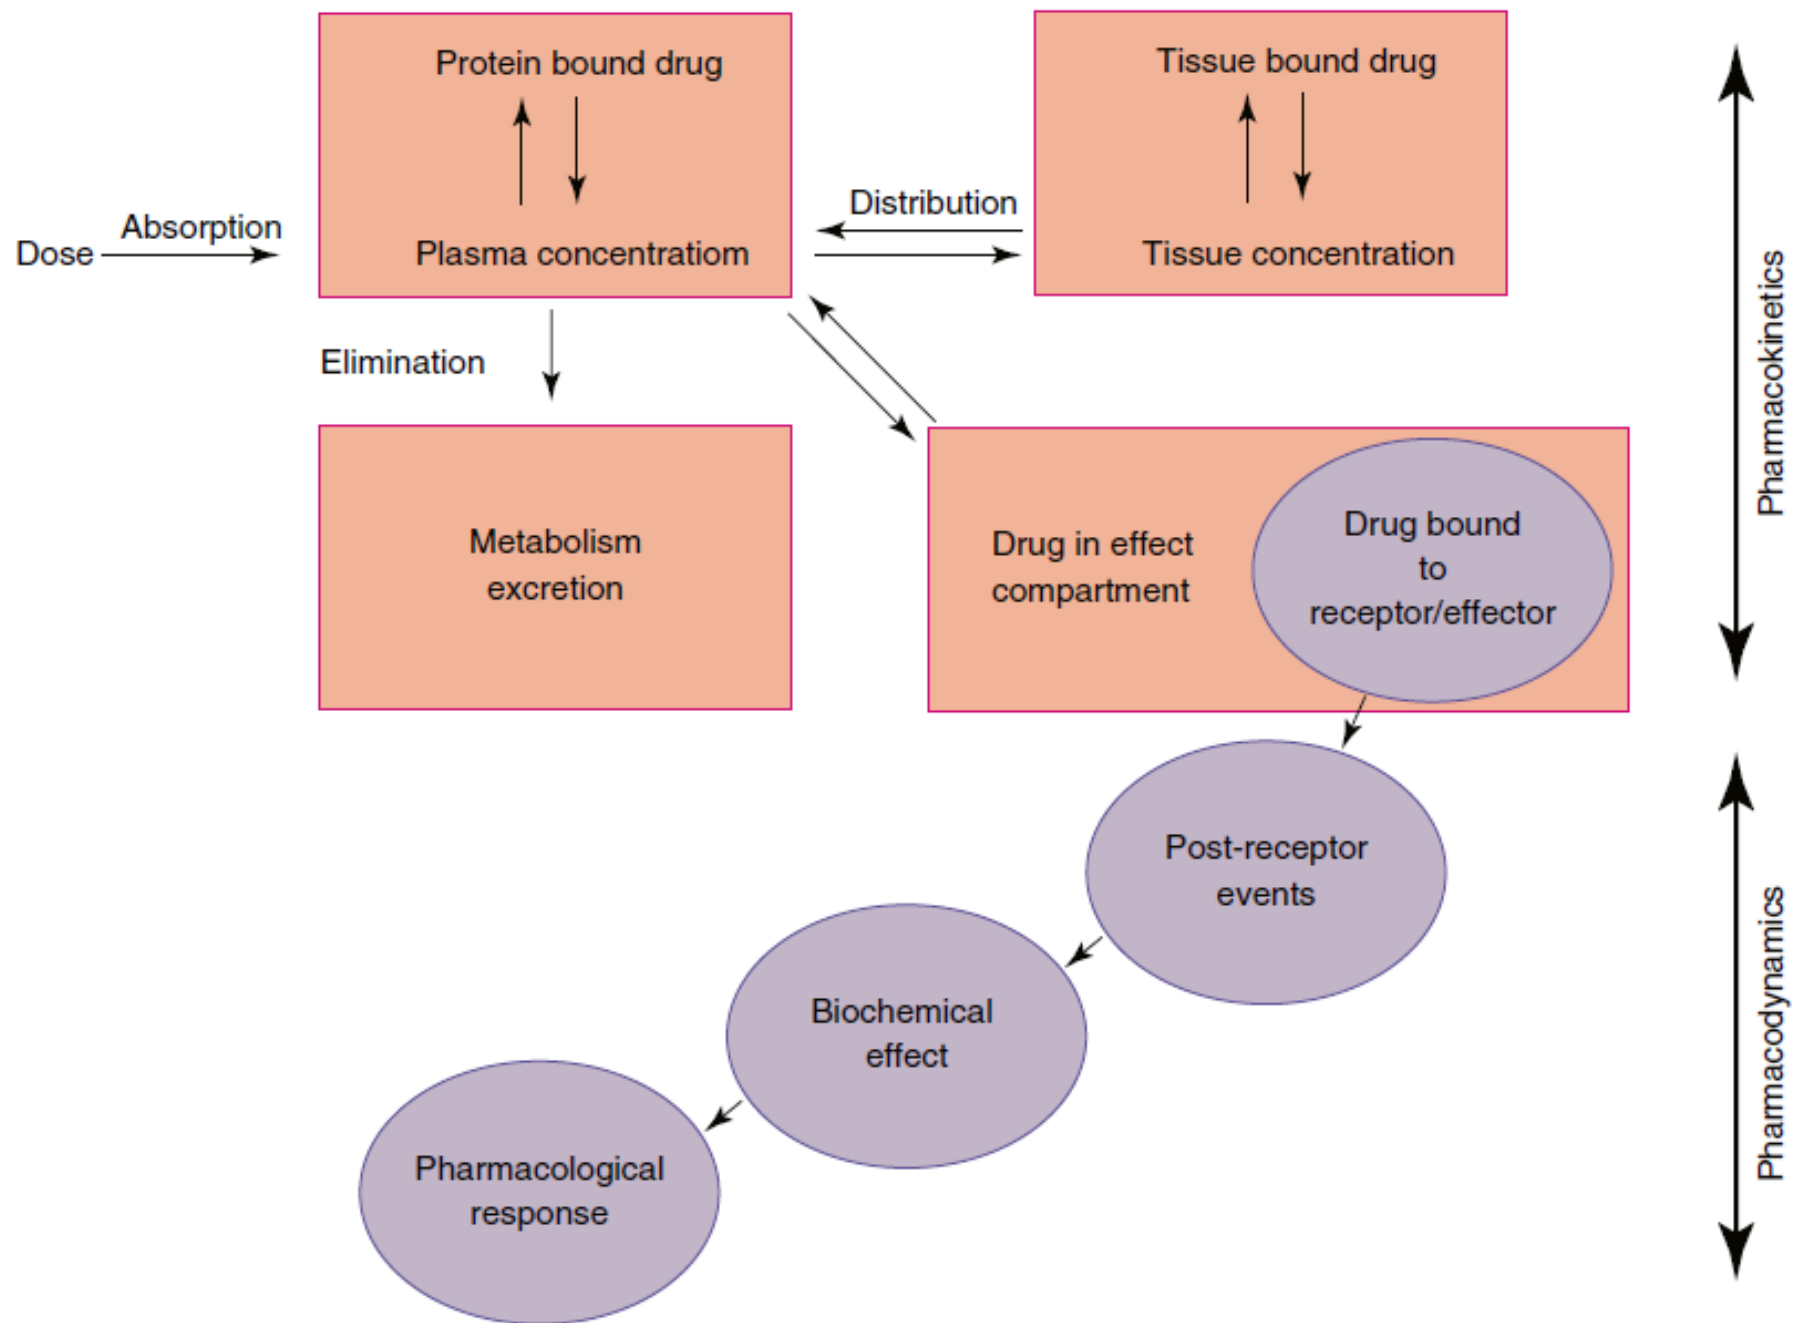 Protein bound drug
Tissue bound drug
Absorption
Distribution
Dose
Plasma concentratiom
Tissue concentration
Elimination
Metabolism
excretion
Drug in effect
compartment
Drug bound
to
receptor/effector
Pharmacokinetics
Post-receptor
events
Biochemical
effect
Pharmacological
response
Pharmacodynamics